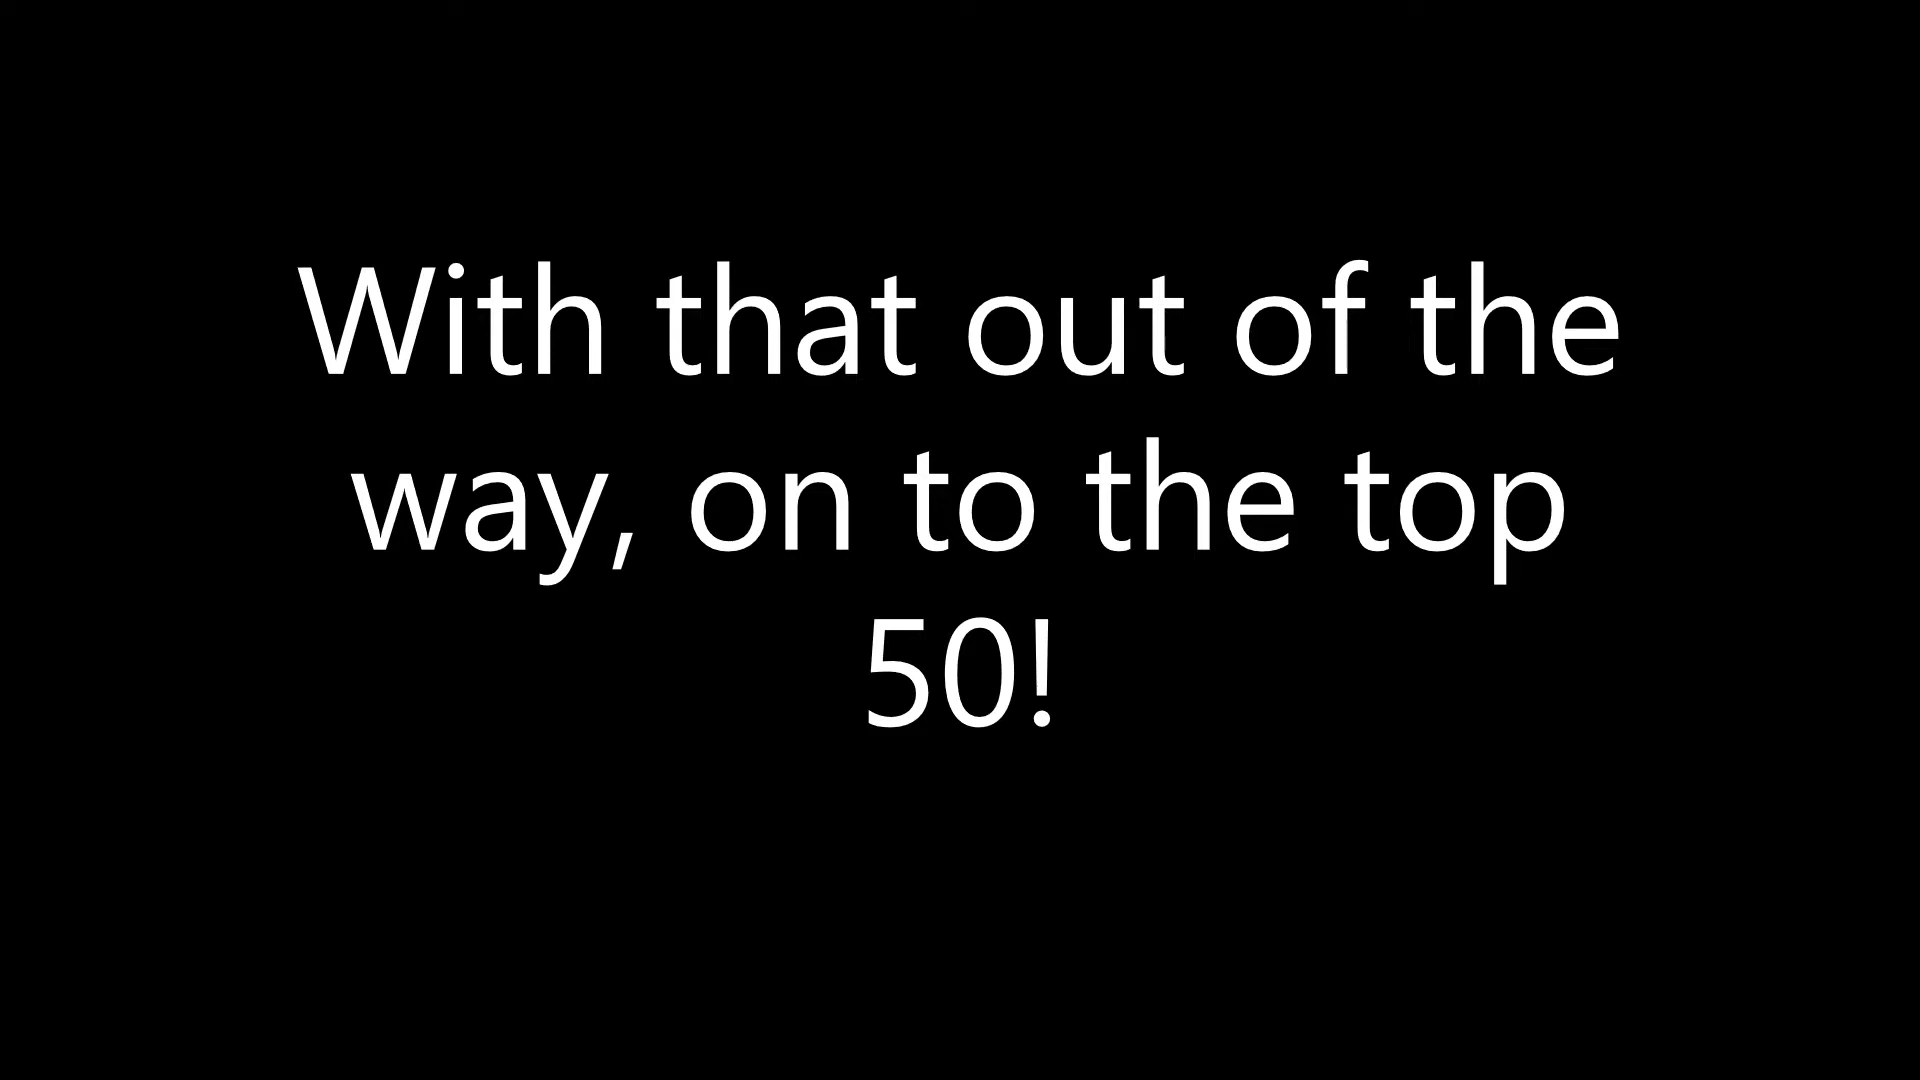 With that out of the
way, on to the top
50!